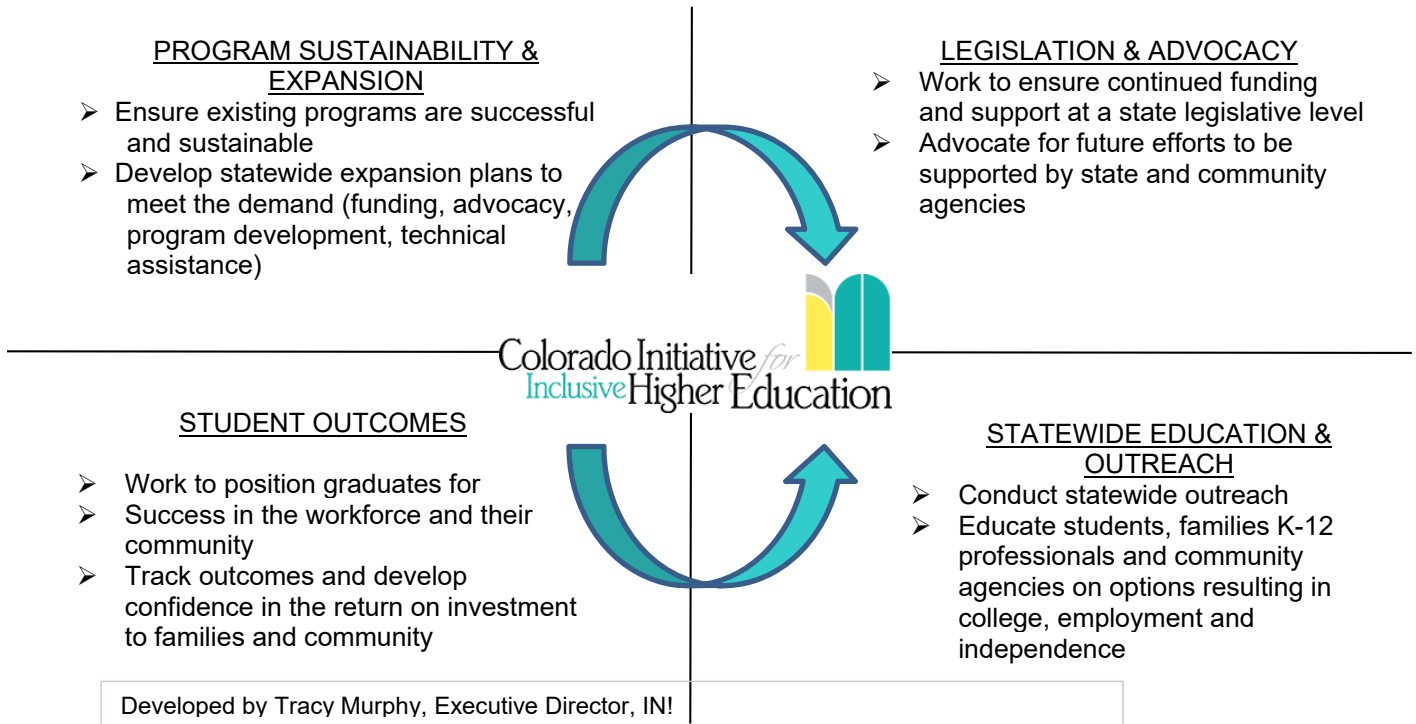 PROGRAM SUSTAINABILITY &
EXPANSION
➢ Ensure existing programs are successful
and sustainable
➢ Develop statewide expansion plans to
meet the demand (funding, advocacy,
program development, technical
assistance)
LEGISLATION & ADVOCACY
➢ Work to ensure continued funding
and support at a state legislative level
➢ Advocate for future efforts to be
supported by state and community
agencies
Colorado Initiative for
Inclusive Higher Education
STUDENT OUTCOMES
➢ Work to position graduates for
➢ Success in the workforce and their
community
➢ Track outcomes and develop
confidence in the return on investment
to families and community
STATEWIDE EDUCATION &
OUTREACH
➢ Conduct statewide outreach
➢ Educate students, families K-12
professionals and community
agencies on options resulting in
college, employment and
independence
Developed by Tracy Murphy, Executive Director, IN!